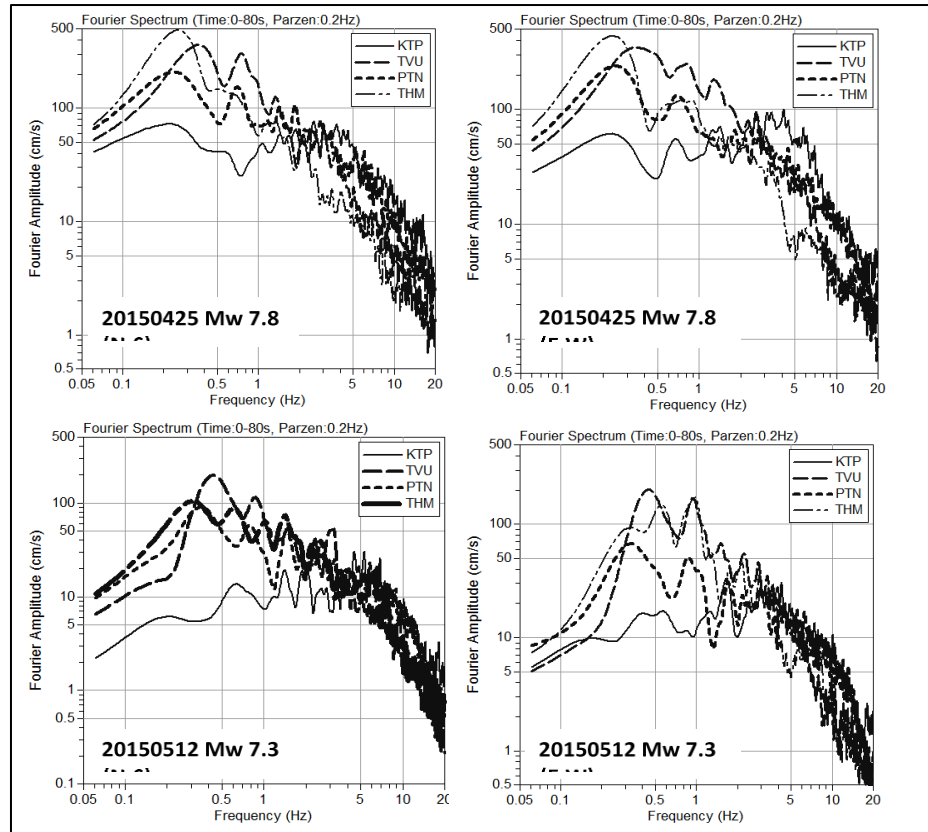 Fourier Spectrum (Time:0-80s, Parzen:0.2Hz)
Fourier Amplitude (cm/s)
500
100
50
10
5
1
0.5
KTP
TVU
PTN
THM
20150425 Mw 7.8
0.05 0.1 0.5 1 5 10 20
Frequency (Hz)
Fourier Spectrum (Time:0-80s, Parzen:0.2Hz)
Fourier Amplitude (cm/s)
500
100
50
10
5
1
0.5
KTP
TVU
PTN
THM
20150425 Mw 7.8
0.05 0.1 0.5 1 5 10 20
Frequency (Hz)
Fourier Spectrum (Time:0-80s, Parzen:0.2Hz)
Fourier Amplitude (cm/s)
500
100
50
10
5
1
0.5
0.1
KTP
TVU
PTN
THM
20150512 Mw 7.3
0.05 0.1 0.5 1 5 10 20
Frequency (Hz)
Fourier Spectrum (Time:0-80s, Parzen:0.2Hz)
Fourier Amplitude (cm/s)
500
100
50
10
5
1
0.5
KTP
TVU
PTN
THM
20150512 Mw 7.3
0.05 0.1 0.5 1 5 10 20
Frequency (Hz)